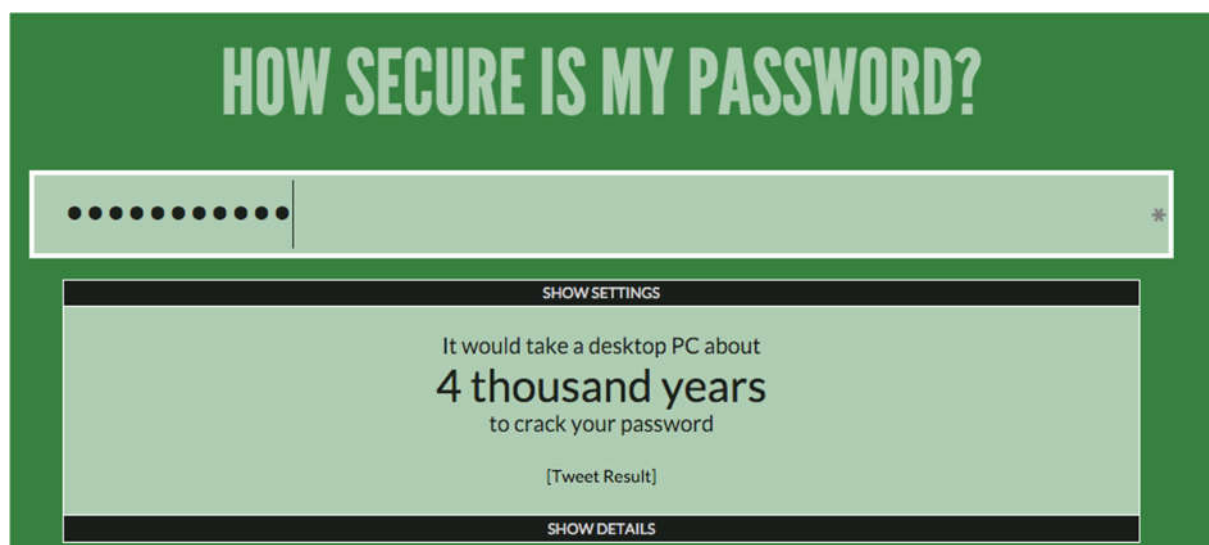 HOW SECURE IS MY PASSWORD?
•••••••••••
*
SHOW SETTINGS
It would take a desktop PC about
4 thousand years
to crack your password
[Tweet Result]
SHOW DETAILS